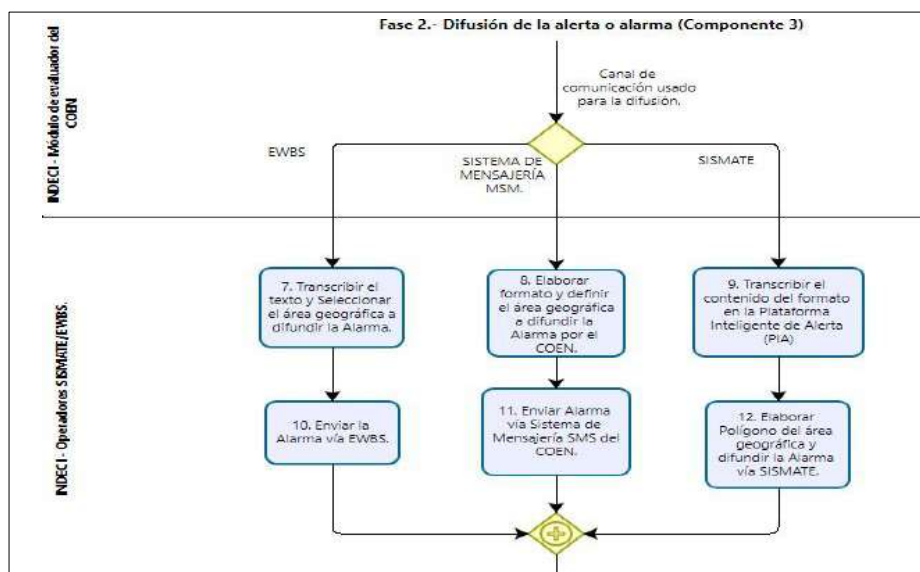 Fase 2.- Difusión de la alerta o alarma (Componente 3)
INDECI - Módulo de evaluador del
COEN
Canal de
comunicación usado
para la difusión.
EWBS
SISTEMA DE
MENSAJERÍA
MSM.
SISMATE
INDECI - Operadores SISMATE/EWBS.
7. Transcribir el
texto y Seleccionar
el área geográfica a
difundir la Alarma.
8. Elaborar
formato y definir
el área geográfica
a difundir la
Alarma por el
COEN.
9. Transcribir el
contenido del formato
en la Plataforma
Inteligente de Alerta
(PIA)
10. Enviar la
Alarma vía EWBS.
11. Enviar Alarma
vía Sistema de
Mensajería SMS del
COEN.
12. Elaborar
Polígono del área
geográfica y
difundir la Alarma
vía SISMATE.